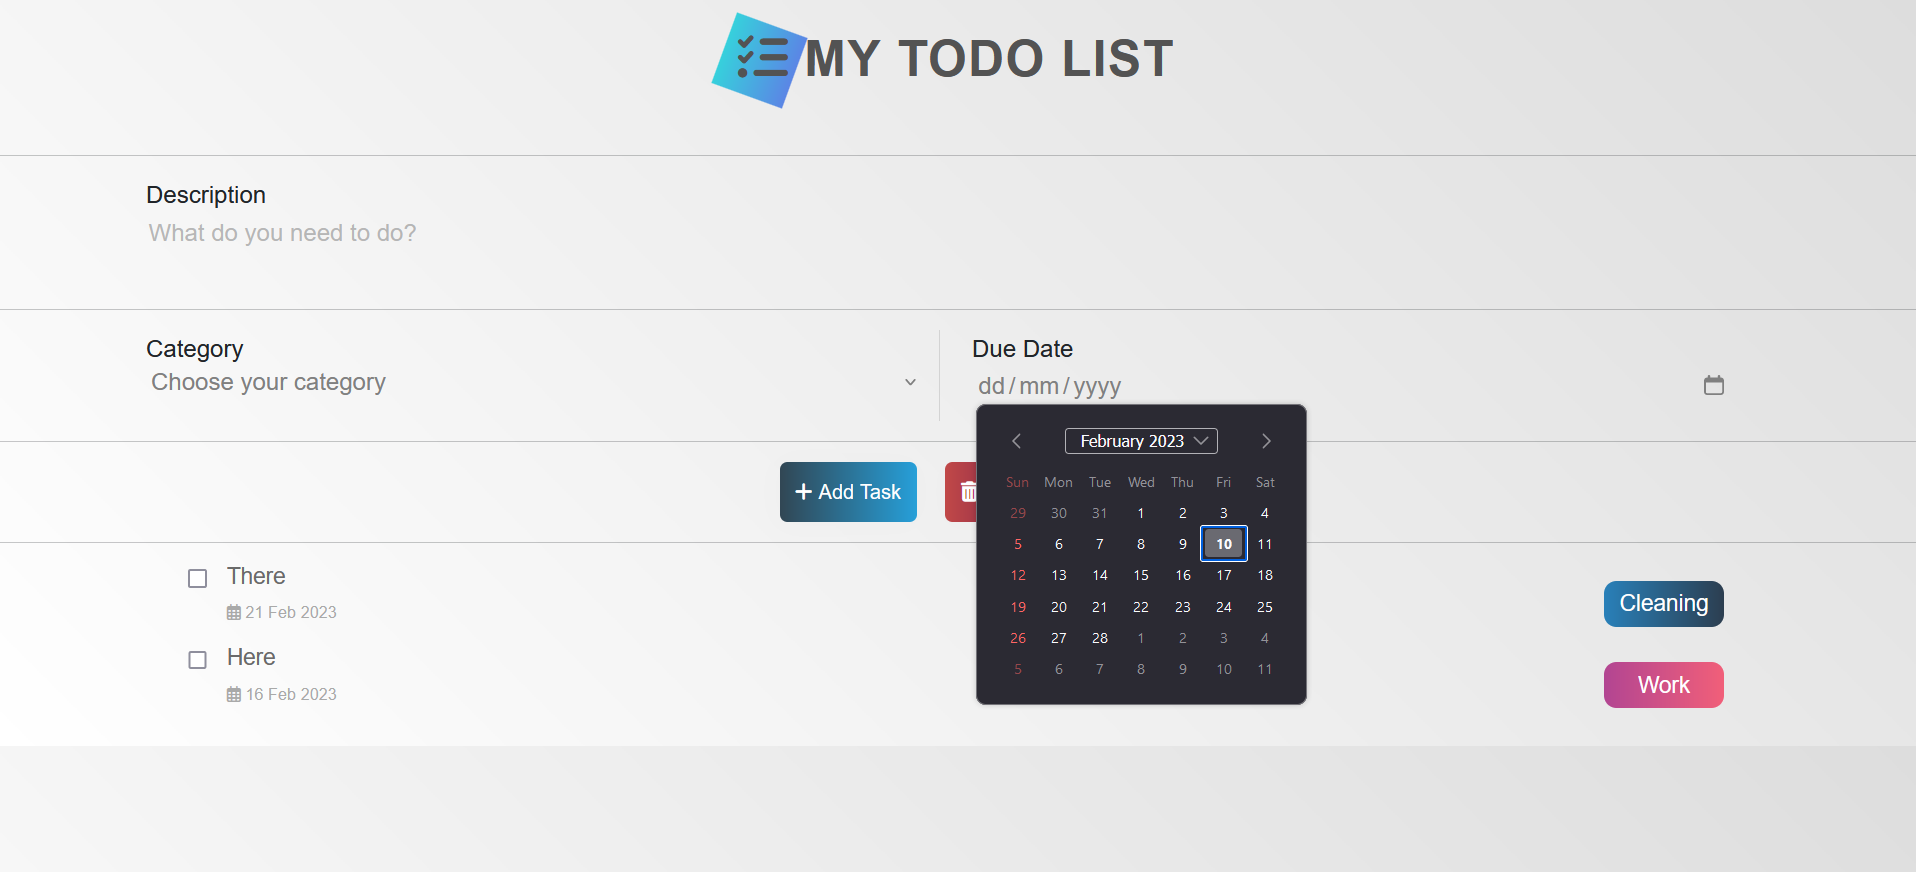 MY TODO LIST
Description
What do you need to do?
Category
Choose your category
Due Date
dd/mm/yyyy
February 2023
Sun Mon Tue Wed Thu Fri Sat
29 30 31 1 2 3 4
5 6 7 8 9 10 11
12 13 14 15 16 17 18
19 20 21 22 23 24 25
26 27 28 1 2 3 4
5 6 7 8 9 10 11
Add Task
There
21 Feb 2023
Cleaning
Here
16 Feb 2023
Work